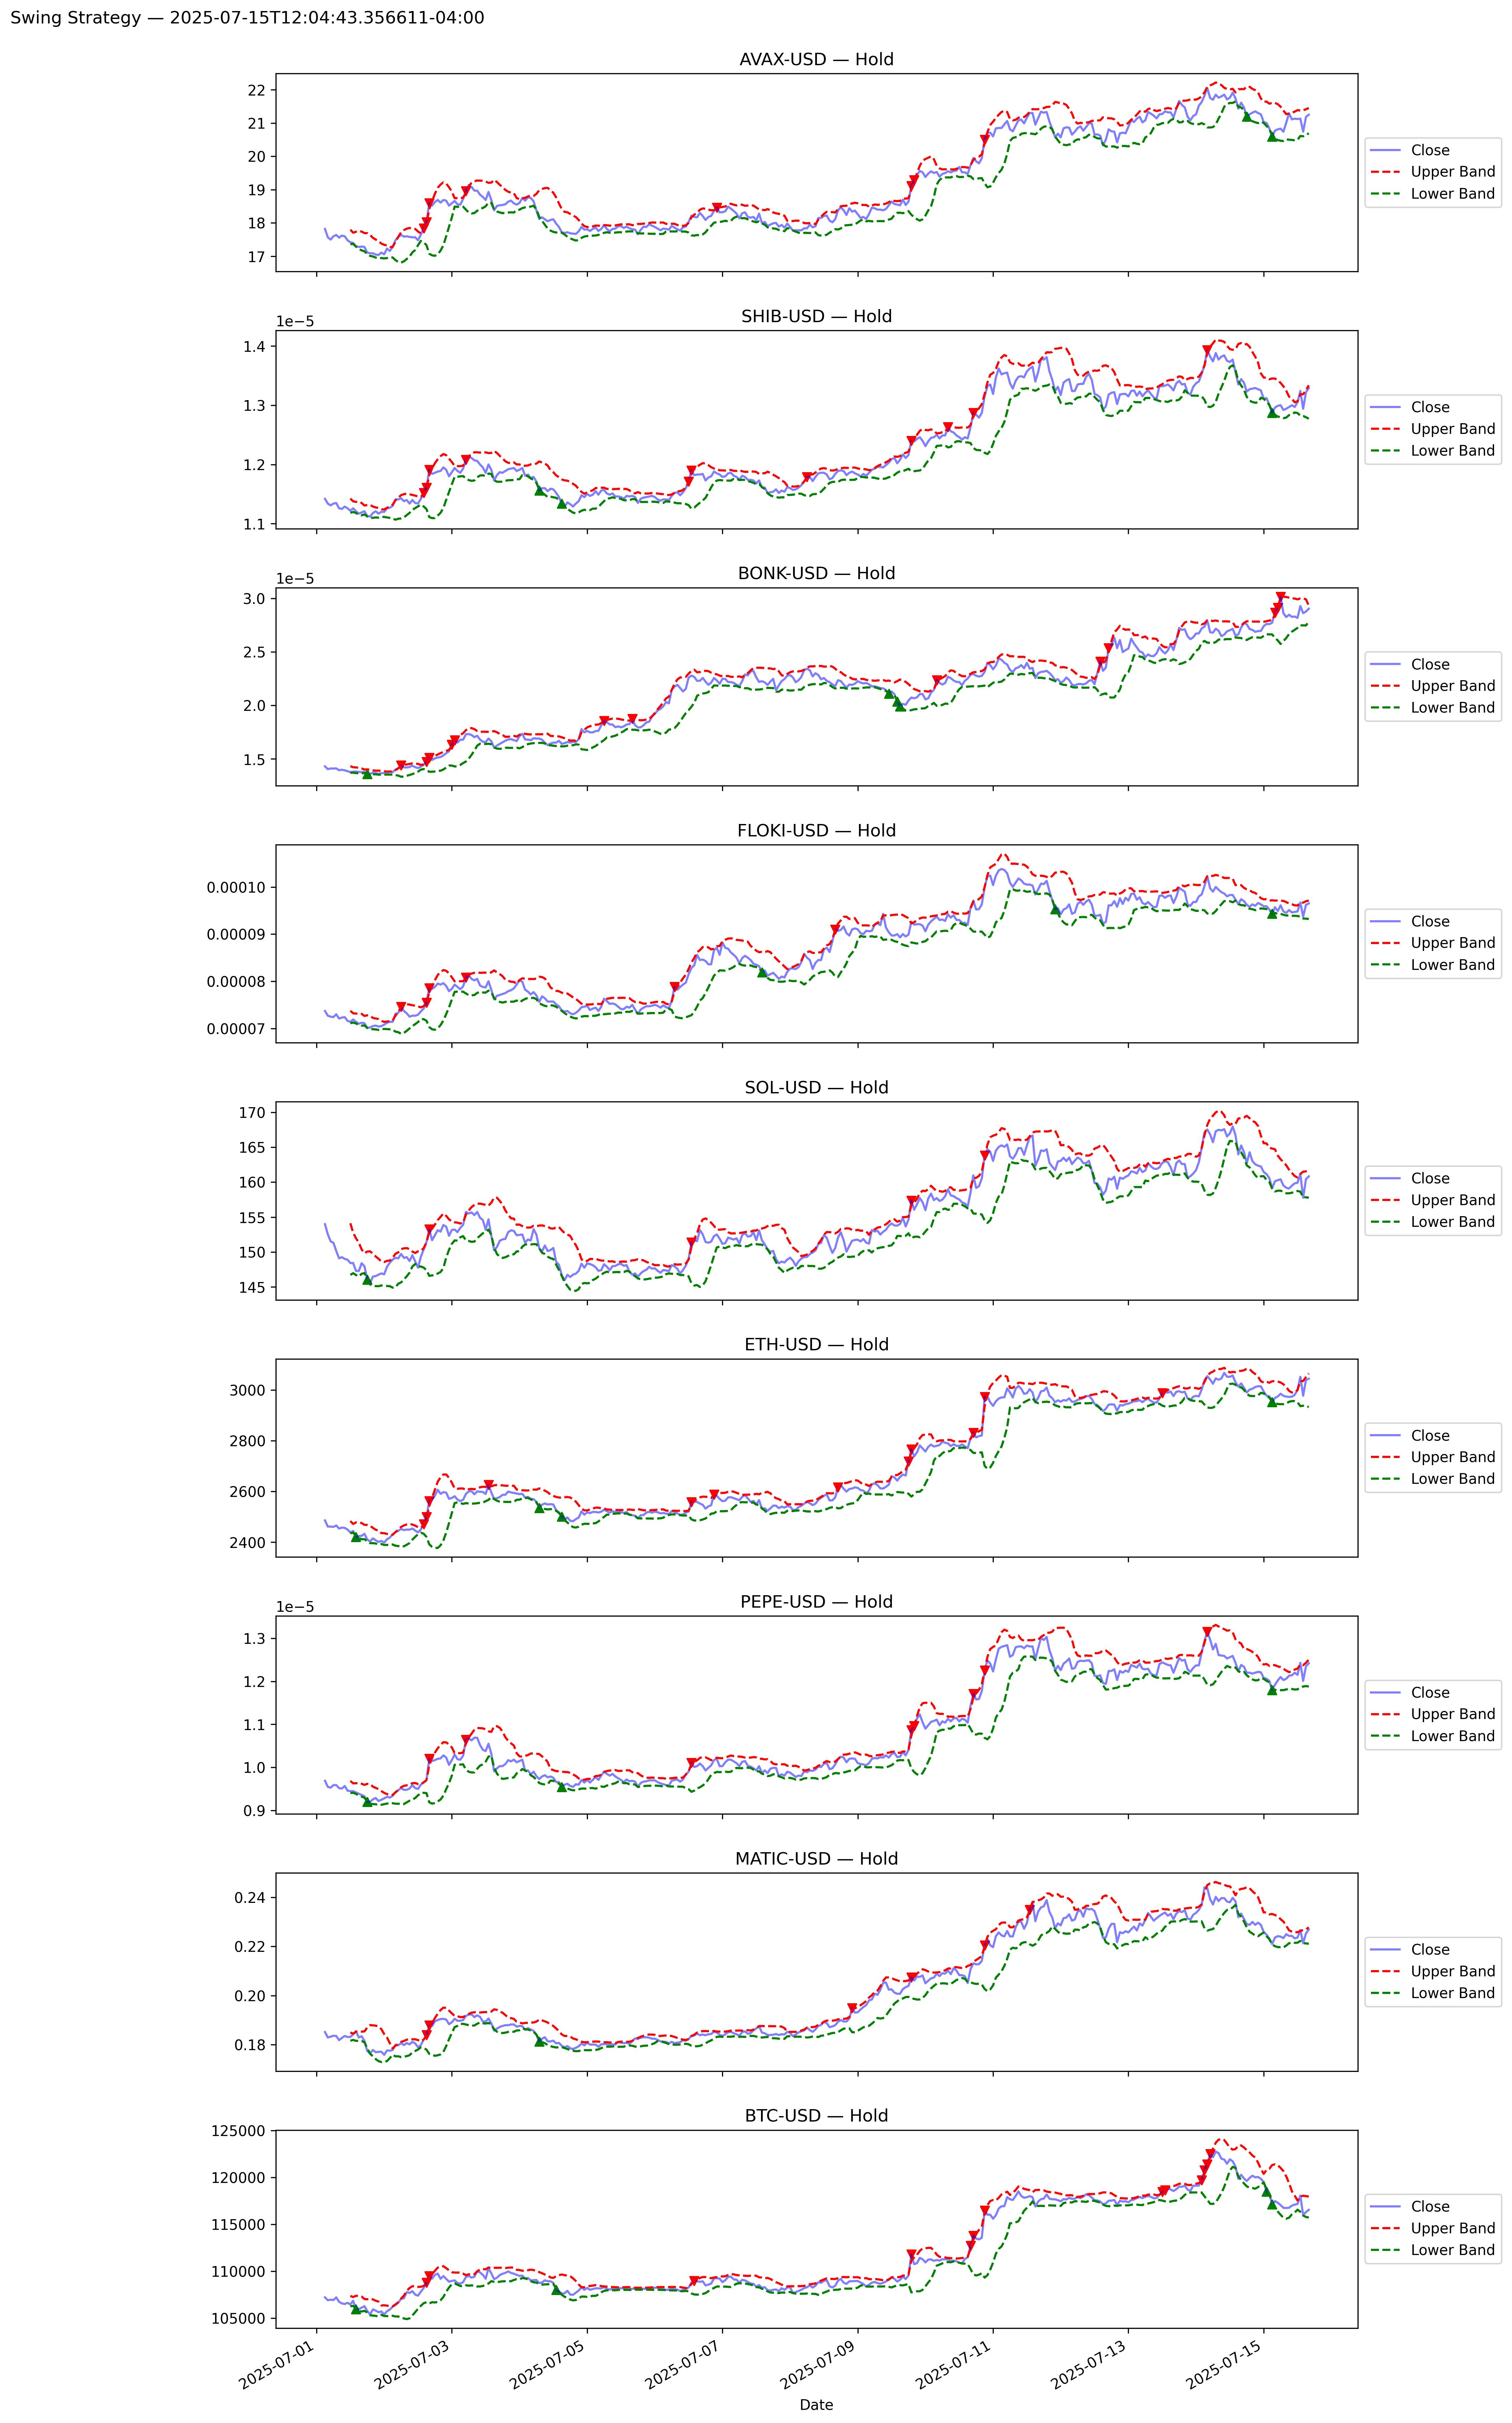 Swing Strategy — 2025-07-15T12:04:43.356611-04:00
AVAX-USD — Hold
22
21
20
19
18
17
Close
Upper Band
Lower Band
SHIB-USD — Hold
1e−5
1.4
1.3
1.2
1.1
Close
Upper Band
Lower Band
BONK-USD — Hold
1e−5
3.0
2.5
2.0
1.5
Close
Upper Band
Lower Band
FLOKI-USD — Hold
0.00010
0.00009
0.00008
0.00007
Close
Upper Band
Lower Band
SOL-USD — Hold
170
165
160
155
150
145
Close
Upper Band
Lower Band
ETH-USD — Hold
3000
2800
2600
2400
Close
Upper Band
Lower Band
PEPE-USD — Hold
1e−5
1.3
1.2
1.1
1.0
0.9
Close
Upper Band
Lower Band
MATIC-USD — Hold
0.24
0.22
0.20
0.18
Close
Upper Band
Lower Band
BTC-USD — Hold
125000
120000
115000
110000
105000
Close
Upper Band
Lower Band
2025-07-01
2025-07-03
2025-07-05
2025-07-07
2025-07-09
2025-07-11
2025-07-13
2025-07-15
Date